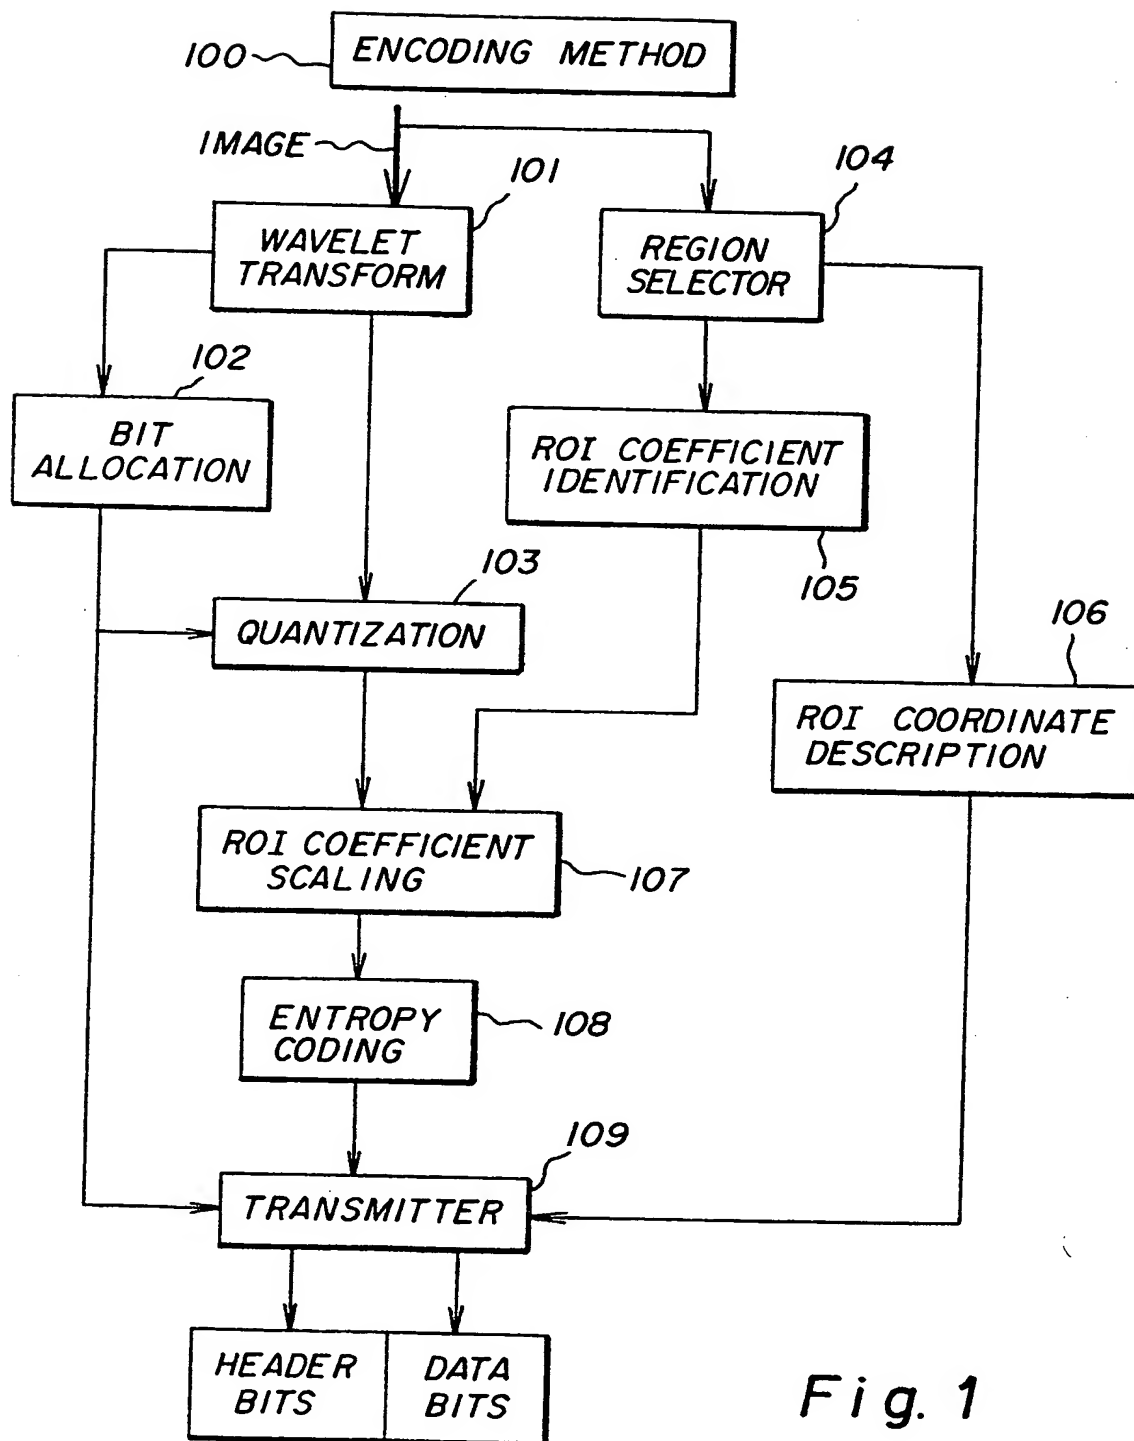 100
ENCODING METHOD
IMAGE
101
104
WAVELET
TRANSFORM
REGION
SELECTOR
102
BIT
ALLOCATION
ROI COEFFICIENT
IDENTIFICATION
105
103
QUANTIZATION
106
ROI COORDINATE
DESCRIPTION
ROI COEFFICIENT
SCALING
107
ENTROPY
CODING
108
109
TRANSMITTER
HEADER
BITS
DATA
BITS
Fig. 1